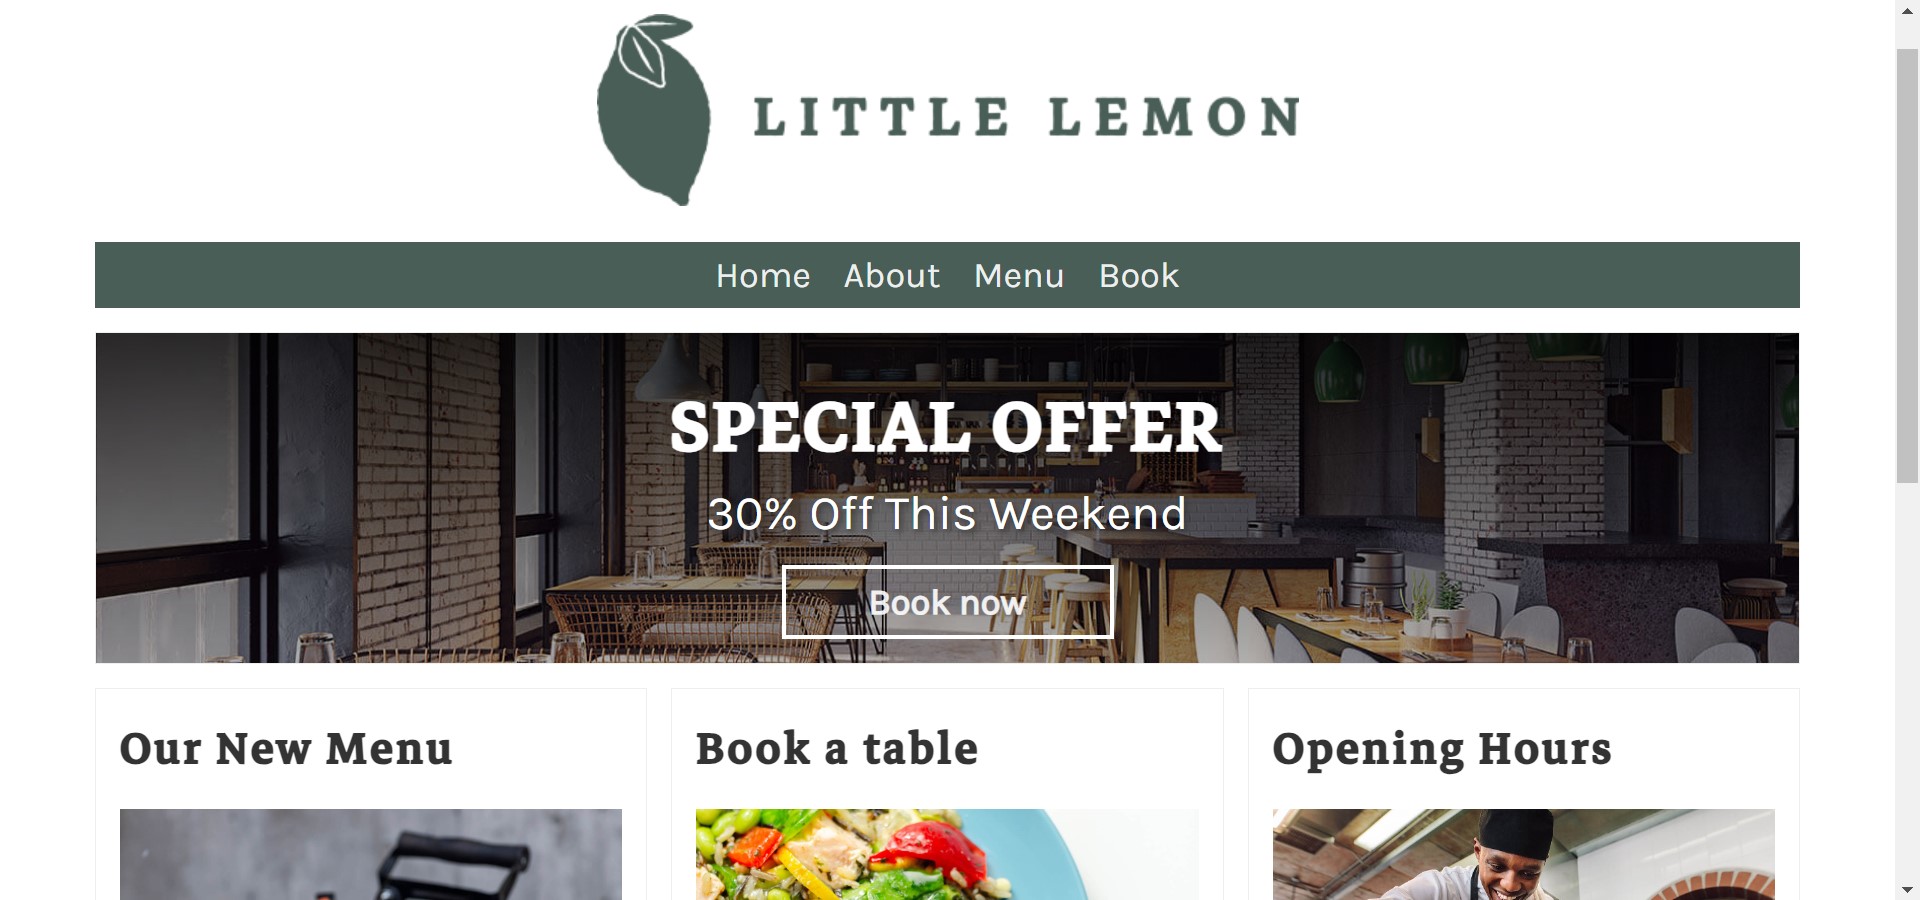 LITTLE LEMON
Home About Menu Book
SPECIAL OFFER
30% Off This Weekend
Book now
Our New Menu
Book a table
Opening Hours